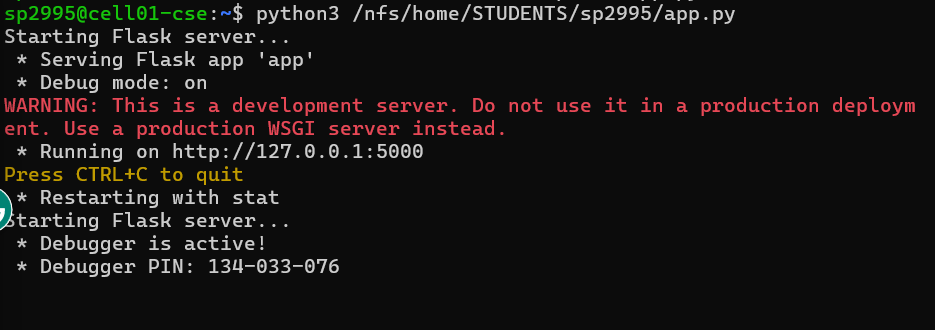 sp2995@cell01-cse:~$ python3 /nfs/home/STUDENTS/sp2995/app.py
Starting Flask server...
 * Serving Flask app 'app'
 * Debug mode: on
WARNING: This is a development server. Do not use it in a production deploym
ent. Use a production WSGI server instead.
 * Running on http://127.0.0.1:5000
Press CTRL+C to quit
 * Restarting with stat
Starting Flask server...
 * Debugger is active!
 * Debugger PIN: 134-033-076